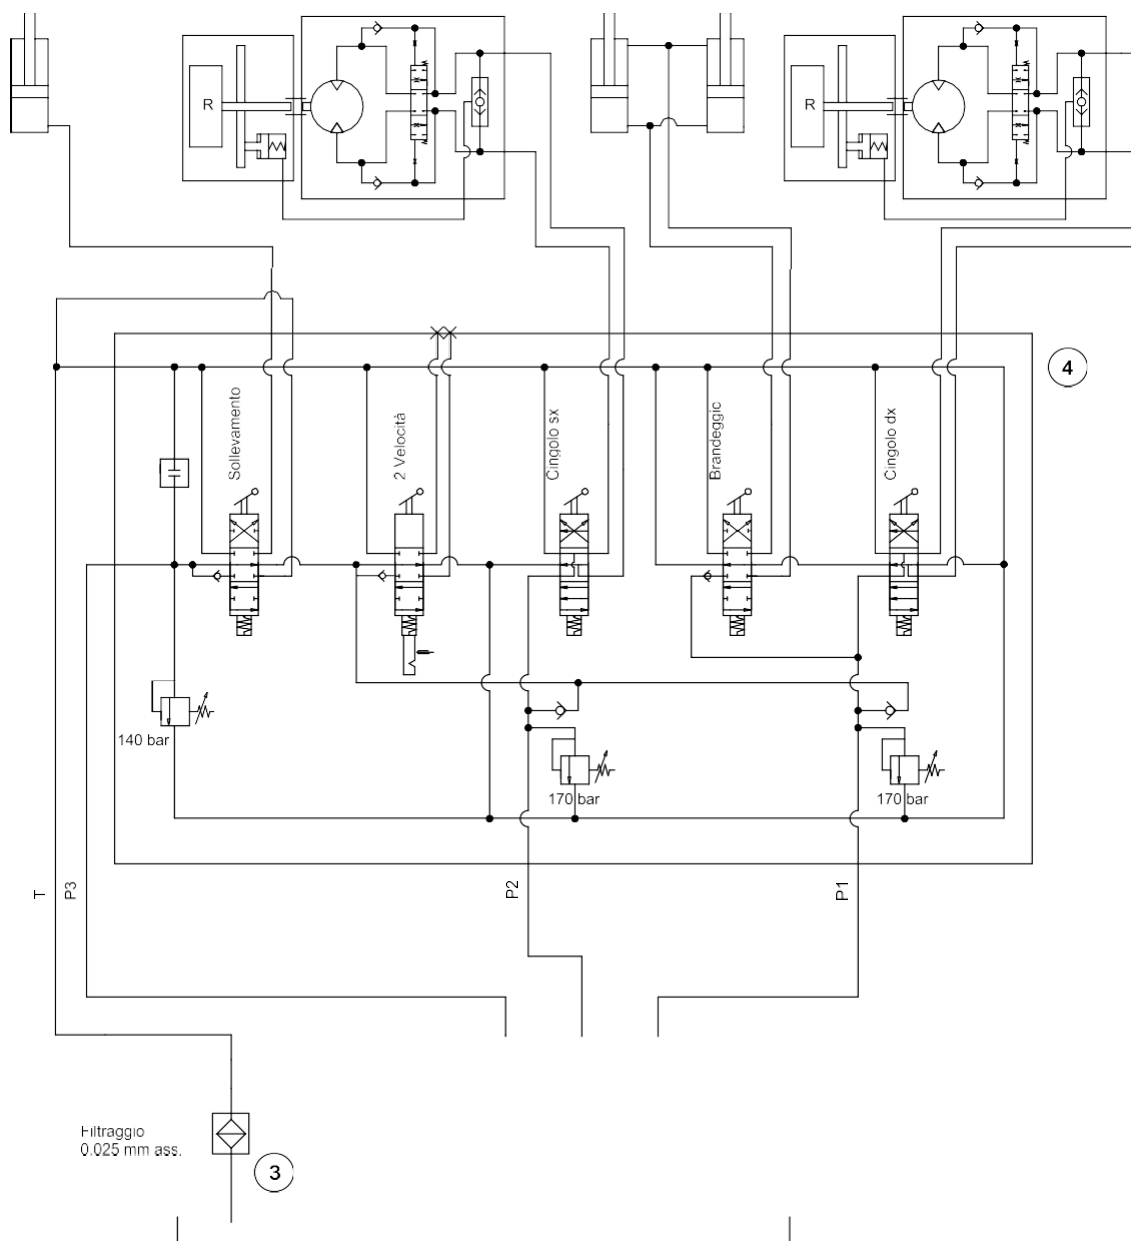 R
R
4
Sollevamento
2 Velocità
Cingolo sx
Brandeggic
Cingolo dx
140 bar
170 bar
170 bar
T
P3
P2
P1
Filtraggio
0.025 mm ass.
3